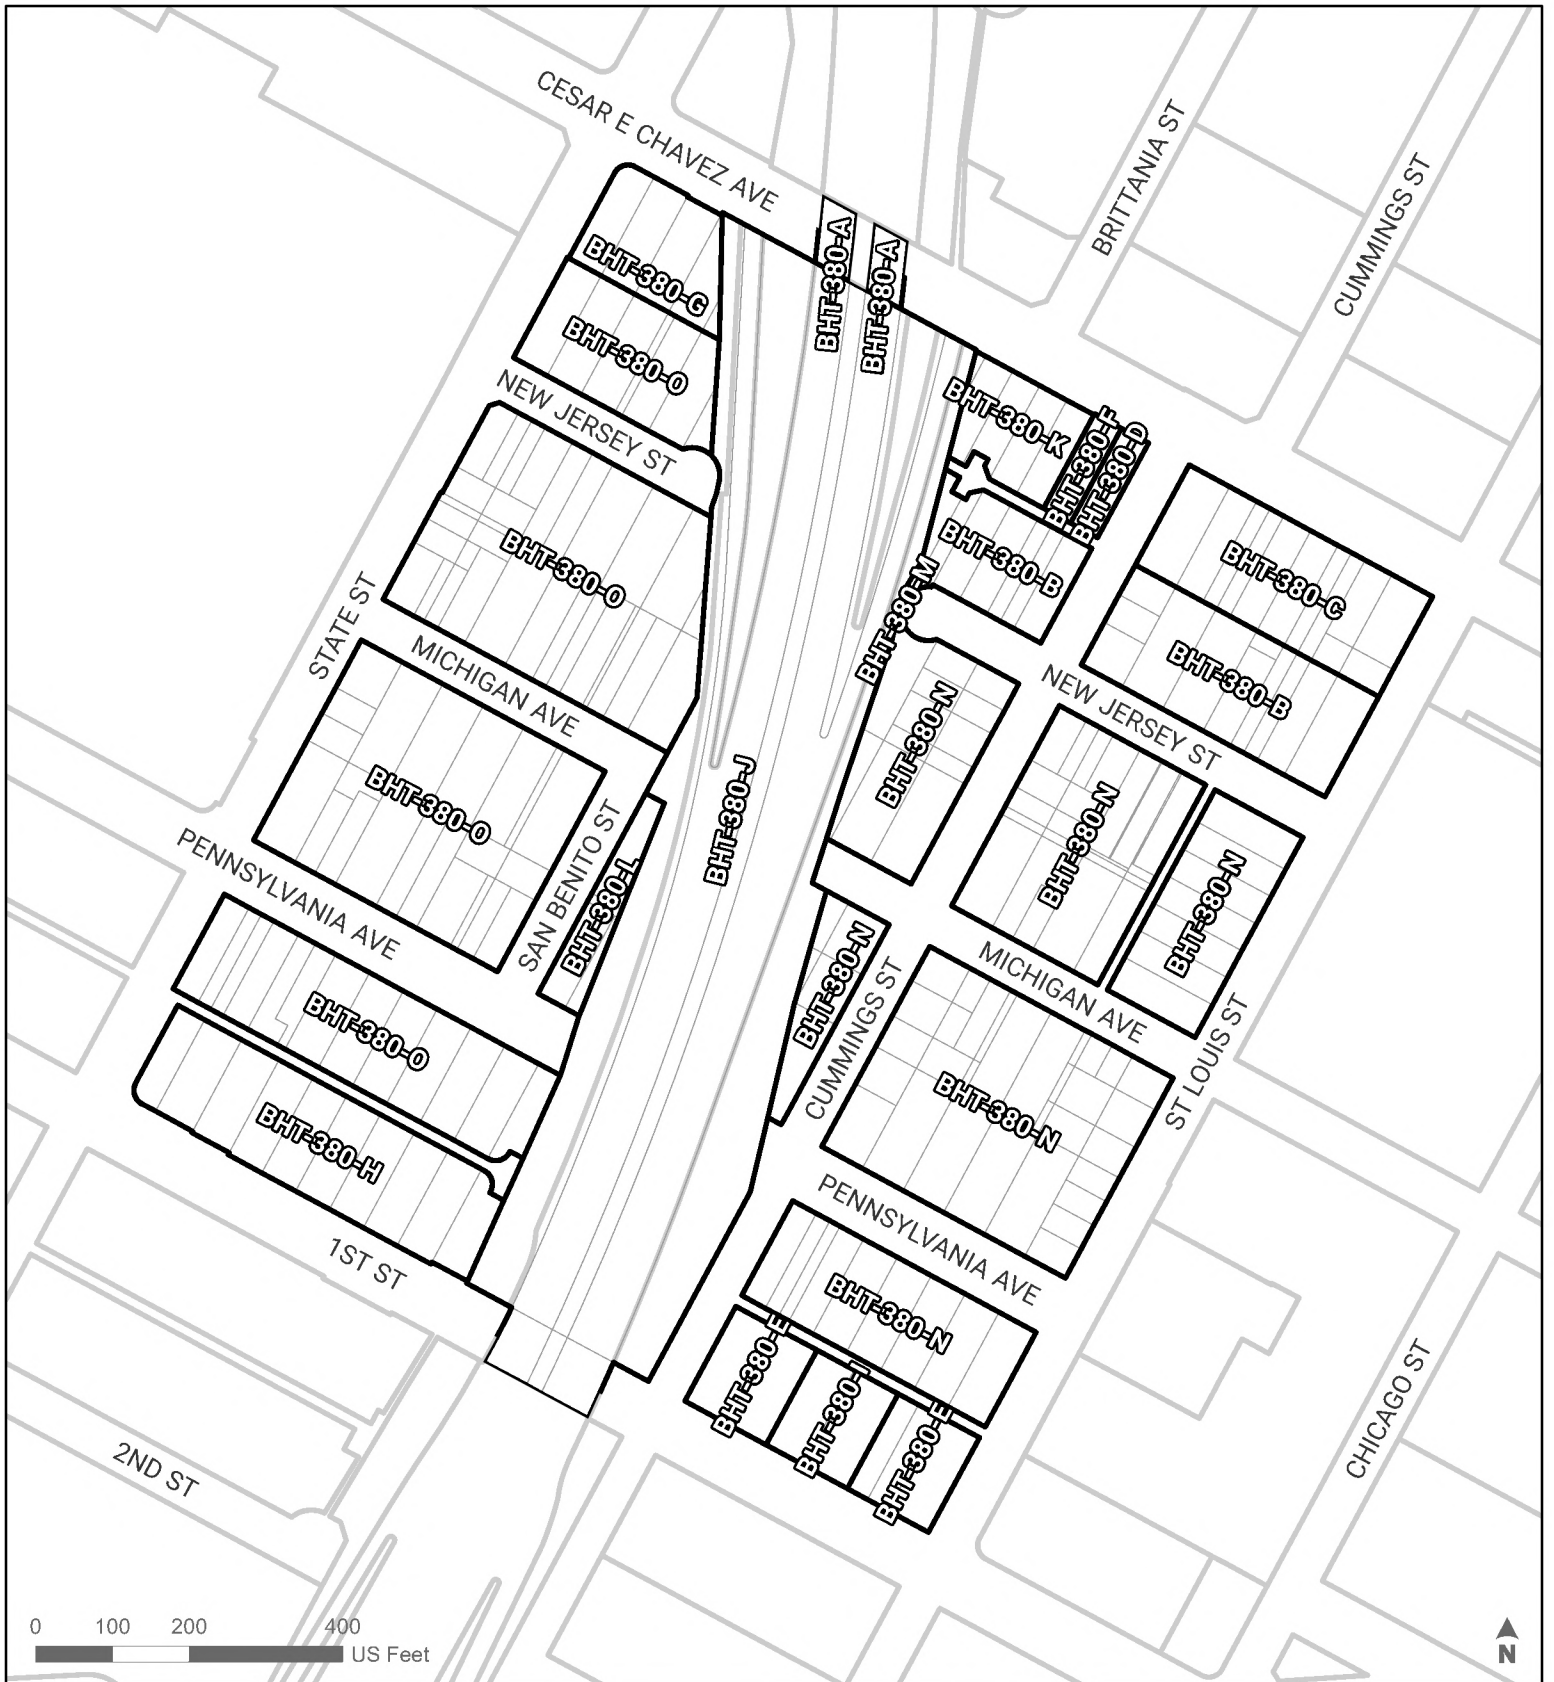 CESAR E CHAVEZ AVE
BRITTANIA ST
CUMMINGS ST
BHT-380-A
BHT-380-A
BHT-380-G
BHT-380-O
NEW JERSEY ST
BHT-380-K
BHT-380-F
BHT-380-D
BHT-380-O
BHT-380-B
BHT-380-C
BHT-380-M
STATE ST
MICHIGAN AVE
BHT-380-B
NEW JERSEY ST
BHT-380-N
BHT-380-O
BHT-380-J
BHT-380-N
SAN BENITO ST
BHT-380-L
BHT-380-N
PENNSYLVANIA AVE
BHT-380-N
MICHIGAN AVE
BHT-380-O
CUMMINGS ST
ST LOUIS ST
BHT-380-N
BHT-380-H
PENNSYLVANIA AVE
1ST ST
BHT-380-N
BHT-380-E
BHT-380-I
BHT-380-E
CHICAGO ST
2ND ST
0 100 200 400
US Feet
N